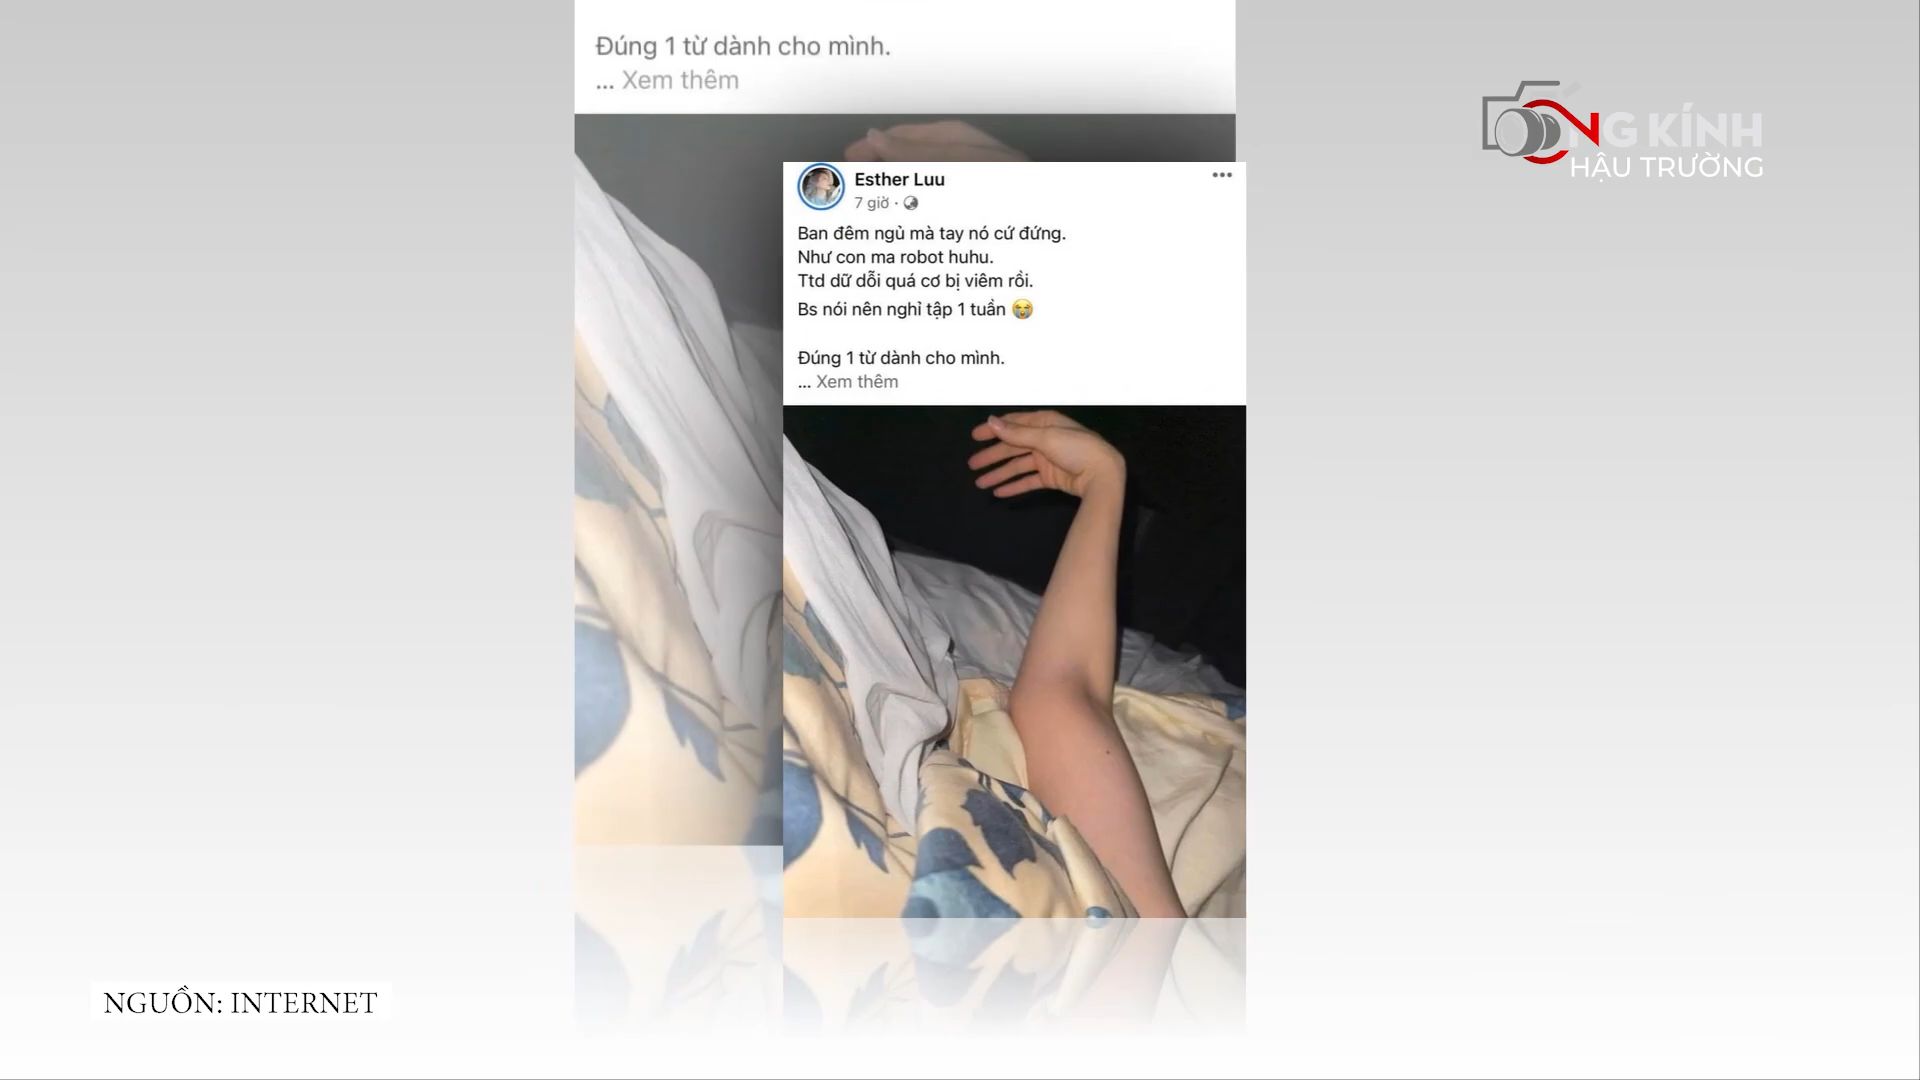 Đúng 1 từ dành cho mình.
... Xem thêm
ỐNG KÍNH
HẬU TRƯỜNG
Esther Luu
7 giờ ·
Ban đêm ngủ mà tay nó cứ đứng.
Như con ma robot huhu.
Ttd dữ dỗi quá cơ bị viêm rồi.
Bs nói nên nghỉ tập 1 tuần 😭
Đúng 1 từ dành cho mình.
... Xem thêm
NGUỒN: INTERNET